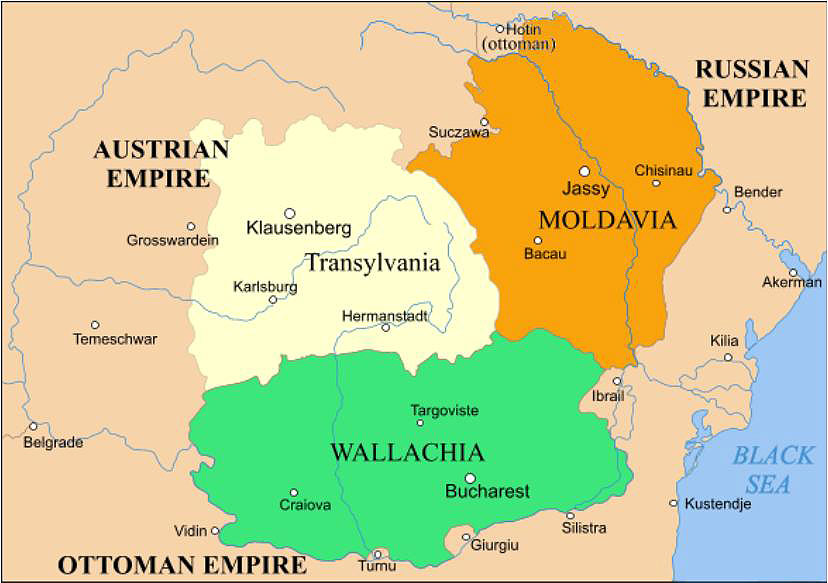 Hotin
(ottoman)
RUSSIAN
EMPIRE
Suczawa
AUSTRIAN
EMPIRE
Chisinau
Jassy
Bender
Klausenberg
MOLDAVIA
Grosswardein
Bacau
Transylvania
Karlsburg
Akerman
Hermanstadt
Temeschwar
Kilia
Ibrail
Targoviste
Belgrade
WALLACHIA
BLACK
SEA
Bucharest
Craiova
Kustendje
Silistra
Vidin
Giurgiu
OTTOMAN EMPIRE
Turnu